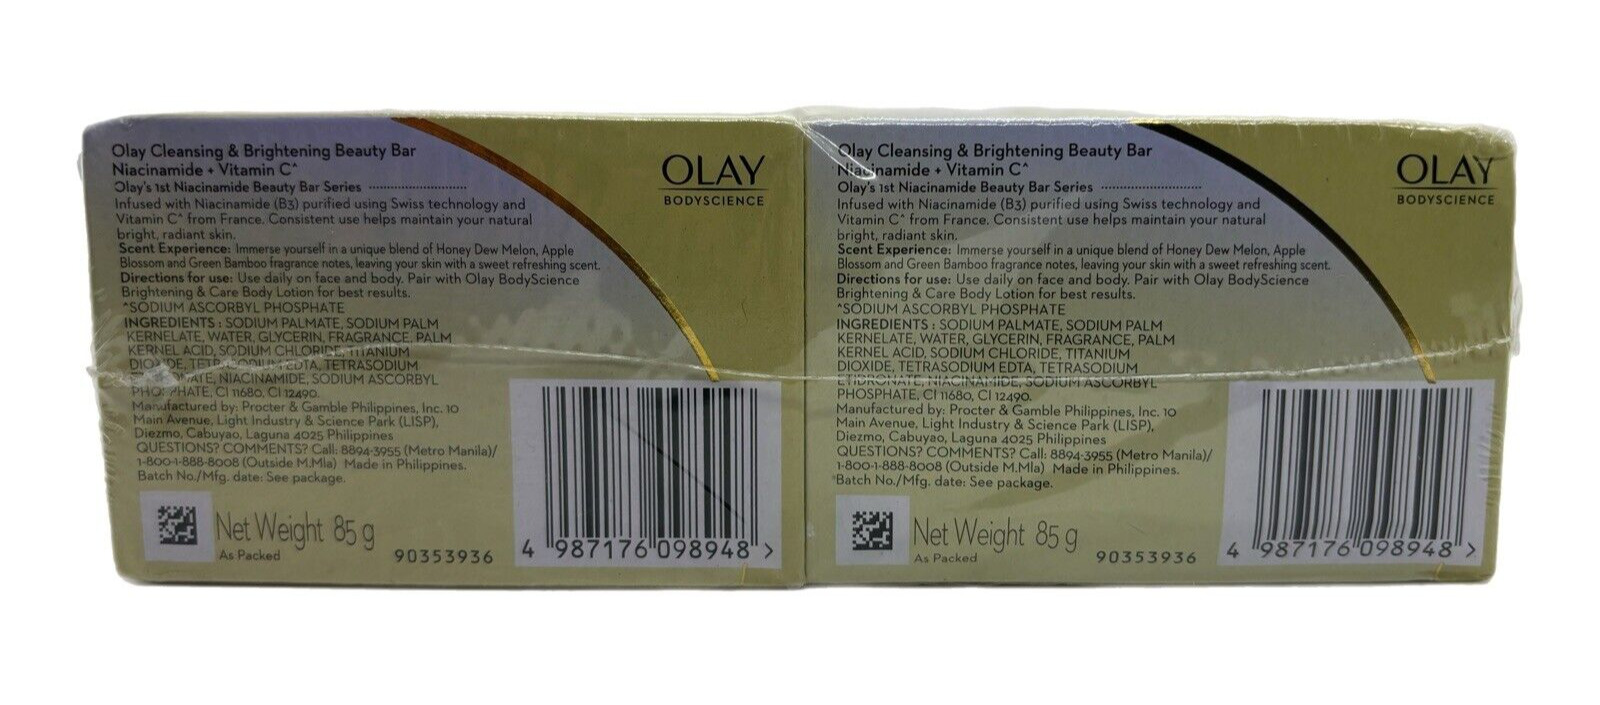 Olay Cleansing & Brightening Beauty Bar
Niacinamide + Vitamin C^
Olay's 1st Niacinamide Beauty Bar Series
Infused with Niacinamide (B3) purified using Swiss technology and
Vitamin C^ from France. Consistent use helps maintain your natural
bright, radiant skin.
Scent Experience: Immerse yourself in a unique blend of Honey Dew Melon, Apple
Blossom and Green Bamboo fragrance notes, leaving your skin with a sweet refreshing scent.
Directions for use: Use daily on face and body. Pair with Olay BodyScience
Brightening & Care Body Lotion for best results.
^SODIUM ASCORBYL PHOSPHATE
INGREDIENTS : SODIUM PALMATE, SODIUM PALM
KERNELATE, WATER, GLYCERIN, FRAGRANCE, PALM
KERNEL ACID, SODIUM CHLORIDE, TITANIUM
DIOXIDE, TETRASODIUM EDTA, TETRASODIUM
ETIDRONATE, NIACINAMIDE, SODIUM ASCORBYL
PHOSPHATE, CI 11680, CI 12490.
Manufactured by: Procter & Gamble Philippines, Inc. 10
Main Avenue, Light Industry & Science Park (LISP),
Diezmo, Cabuyao, Laguna 4025 Philippines
QUESTIONS? COMMENTS? Call: 8894-3955 (Metro Manila)/
1-800-1-888-8008 (Outside M.Mla) Made in Philippines.
Batch No./Mfg. date: See package.
Net Weight 85 g
As Packed
90353936
OLAY
BODYSCIENCE
4 987176 098948 >
Olay Cleansing & Brightening Beauty Bar
Niacinamide + Vitamin C^
Olay's 1st Niacinamide Beauty Bar Series
Infused with Niacinamide (B3) purified using Swiss technology and
Vitamin C^ from France. Consistent use helps maintain your natural
bright, radiant skin.
Scent Experience: Immerse yourself in a unique blend of Honey Dew Melon, Apple
Blossom and Green Bamboo fragrance notes, leaving your skin with a sweet refreshing scent.
Directions for use: Use daily on face and body. Pair with Olay BodyScience
Brightening & Care Body Lotion for best results.
^SODIUM ASCORBYL PHOSPHATE
INGREDIENTS : SODIUM PALMATE, SODIUM PALM
KERNELATE, WATER, GLYCERIN, FRAGRANCE, PALM
KERNEL ACID, SODIUM CHLORIDE, TITANIUM
DIOXIDE, TETRASODIUM EDTA, TETRASODIUM
ETIDRONATE, NIACINAMIDE, SODIUM ASCORBYL
PHOSPHATE, CI 11680, CI 12490.
Manufactured by: Procter & Gamble Philippines, Inc. 10
Main Avenue, Light Industry & Science Park (LISP),
Diezmo, Cabuyao, Laguna 4025 Philippines
QUESTIONS? COMMENTS? Call: 8894-3955 (Metro Manila)/
1-800-1-888-8008 (Outside M.Mla) Made in Philippines.
Batch No./Mfg. date: See package.
Net Weight 85 g
As Packed
90353936
OLAY
BODYSCIENCE
4 987176 098948 >